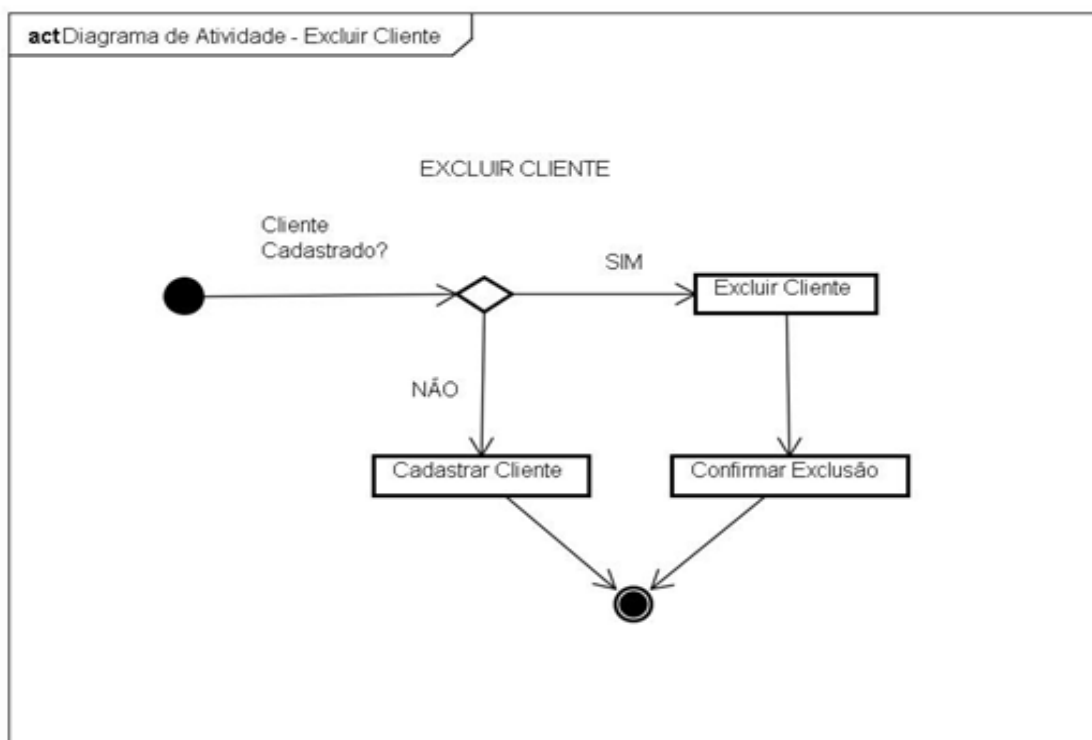 act Diagrama de Atividade - Excluir Cliente
EXCLUIR CLIENTE
Cliente
Cadastrado?
SIM
Excluir Cliente
NÃO
Cadastrar Cliente
Confirmar Exclusão